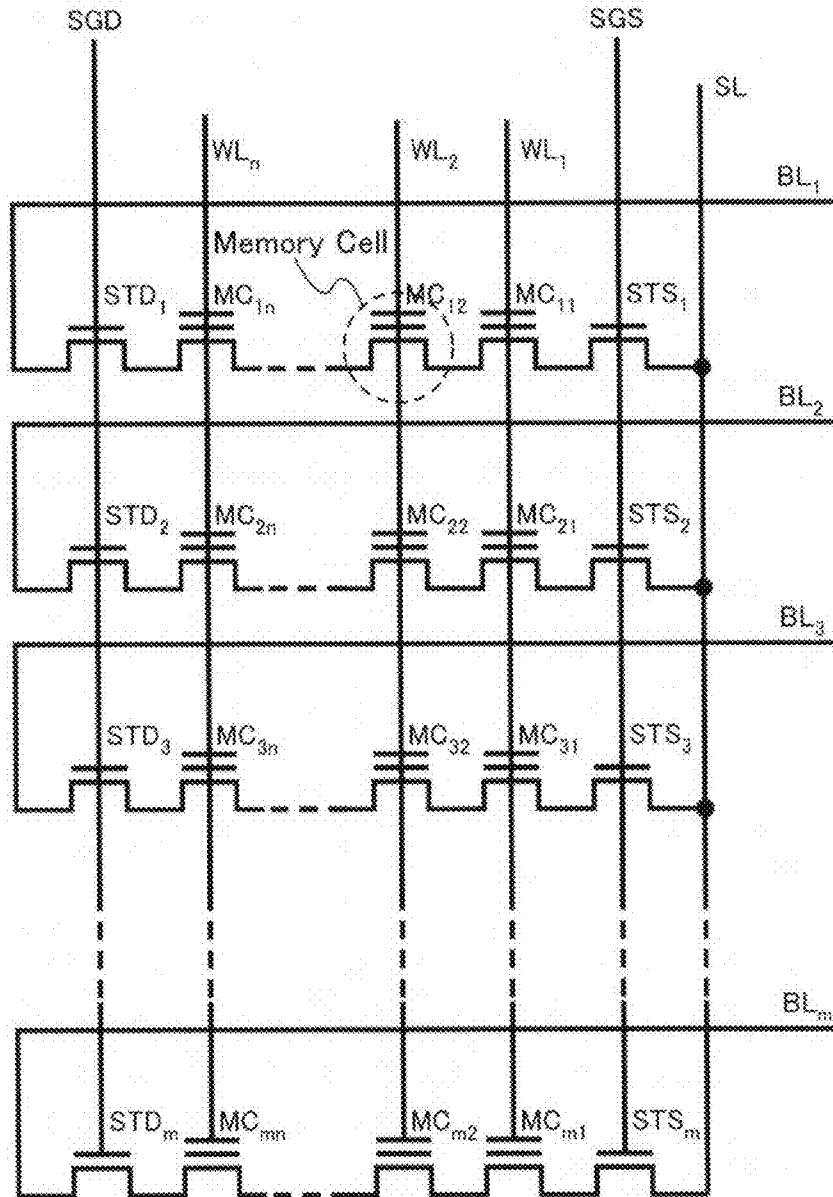 SGD SGS
SL
WLₙ WL₂ WL₁
BL₁
Memory Cell
STD₁ MC₁ₙ MC₁₂ MC₁₁ STS₁
BL₂
STD₂ MC₂ₙ MC₂₂ MC₂₁ STS₂
BL₃
STD₃ MC₃ₙ MC₃₂ MC₃₁ STS₃
BLₘ
STDₘ MCₘₙ MCₘ₂ MCₘ₁ STSₘ